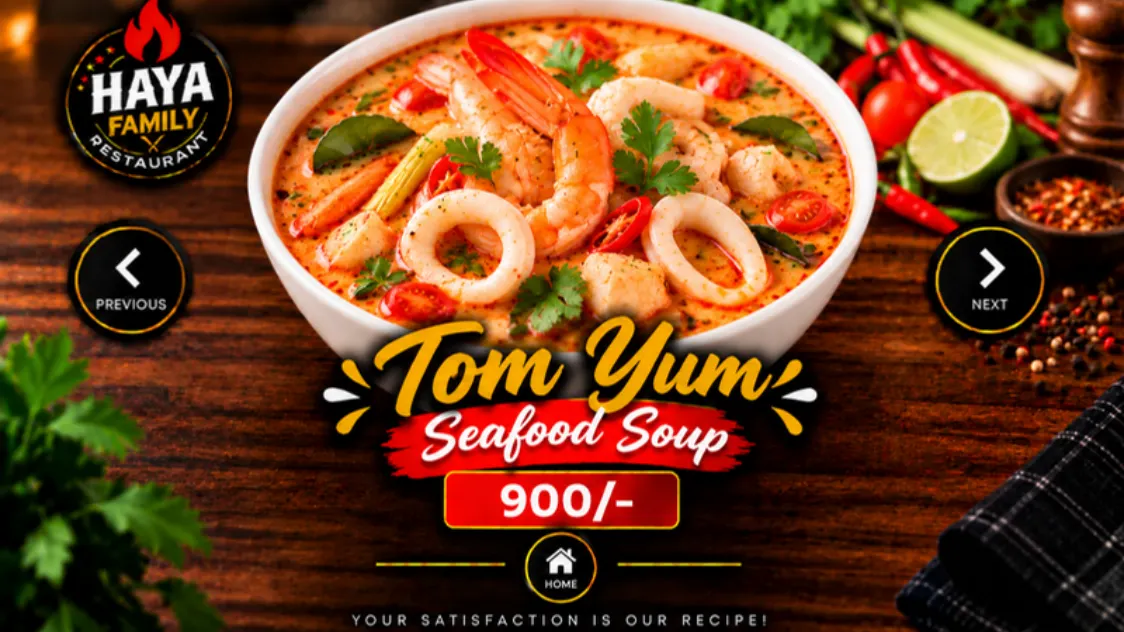 HAYA
FAMILY
RESTAURANT
PREVIOUS
NEXT
Tom Yum
Seafood Soup
900/-
HOME
YOUR SATISFACTION IS OUR RECIPE!